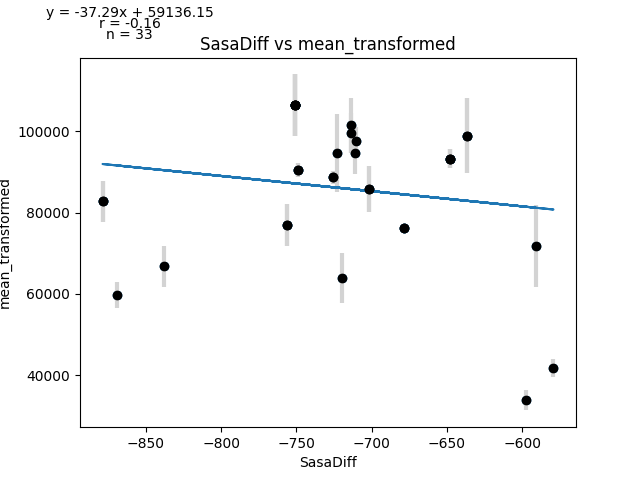 y = -37.29x + 59136.15
r = -0.16
n = 33
SasaDiff vs mean_transformed
100000
80000
60000
40000
mean_transformed
−850
−800
−750
−700
−650
−600
SasaDiff